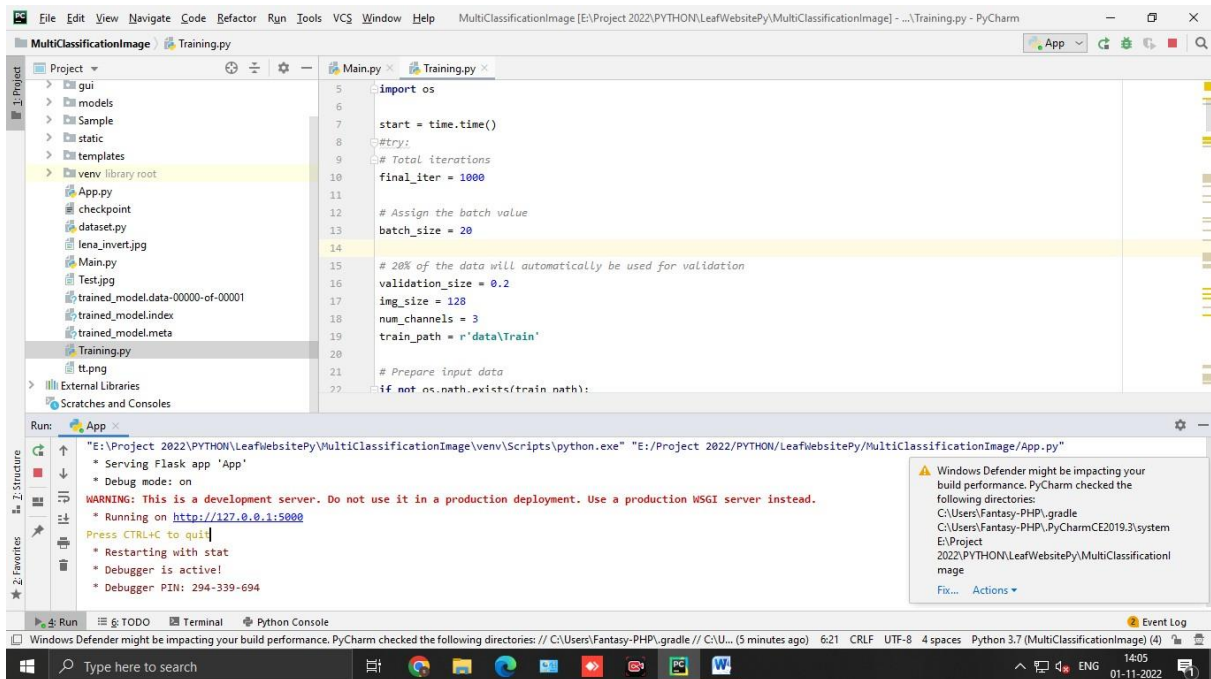 File Edit View Navigate Code Refactor Run Tools VCS Window Help MultiClassificationImage [E:\Project 2022\PYTHON\LeafWebsitePy\MultiClassificationImage] - ...\Training.py - PyCharm
MultiClassificationImage Training.py App
1: Project
Project
gui
models
Sample
static
templates
venv library root
App.py
checkpoint
dataset.py
lena_invert.jpg
Main.py
Test.jpg
trained_model.data-00000-of-00001
trained_model.index
trained_model.meta
Training.py
tt.png
External Libraries
Scratches and Consoles
Main.py Training.py
5 import os
6
7 start = time.time()
8 #try:
9 # Total iterations
10 final_iter = 1000
11
12 # Assign the batch value
13 batch_size = 20
14
15 # 20% of the data will automatically be used for validation
16 validation_size = 0.2
17 img_size = 128
18 num_channels = 3
19 train_path = r'data\Train'
20
21 # Prepare input data
22 if not os.path.exists(train_path):
Run: App
"E:\Project 2022\PYTHON\LeafWebsitePy\MultiClassificationImage\venv\Scripts\python.exe" "E:/Project 2022/PYTHON/LeafWebsitePy/MultiClassificationImage/App.py"
* Serving Flask app 'App'
* Debug mode: on
WARNING: This is a development server. Do not use it in a production deployment. Use a production WSGI server instead.
* Running on http://127.0.0.1:5000
Press CTRL+C to quit
* Restarting with stat
* Debugger is active!
* Debugger PIN: 294-339-694
Windows Defender might be impacting your
build performance. PyCharm checked the
following directories:
C:\Users\Fantasy-PHP\.gradle
C:\Users\Fantasy-PHP\.PyCharmCE2019.3\system
E:\Project
2022\PYTHON\LeafWebsitePy\MultiClassificationI
mage
Fix... Actions
Z: Structure
2: Favorites
4: Run 6: TODO Terminal Python Console 2 Event Log
Windows Defender might be impacting your build performance. PyCharm checked the following directories: // C:\Users\Fantasy-PHP\.gradle // C:\U... (5 minutes ago) 6:21 CRLF UTF-8 4 spaces Python 3.7 (MultiClassificationImage) (4)
Type here to search ENG 14:05
01-11-2022